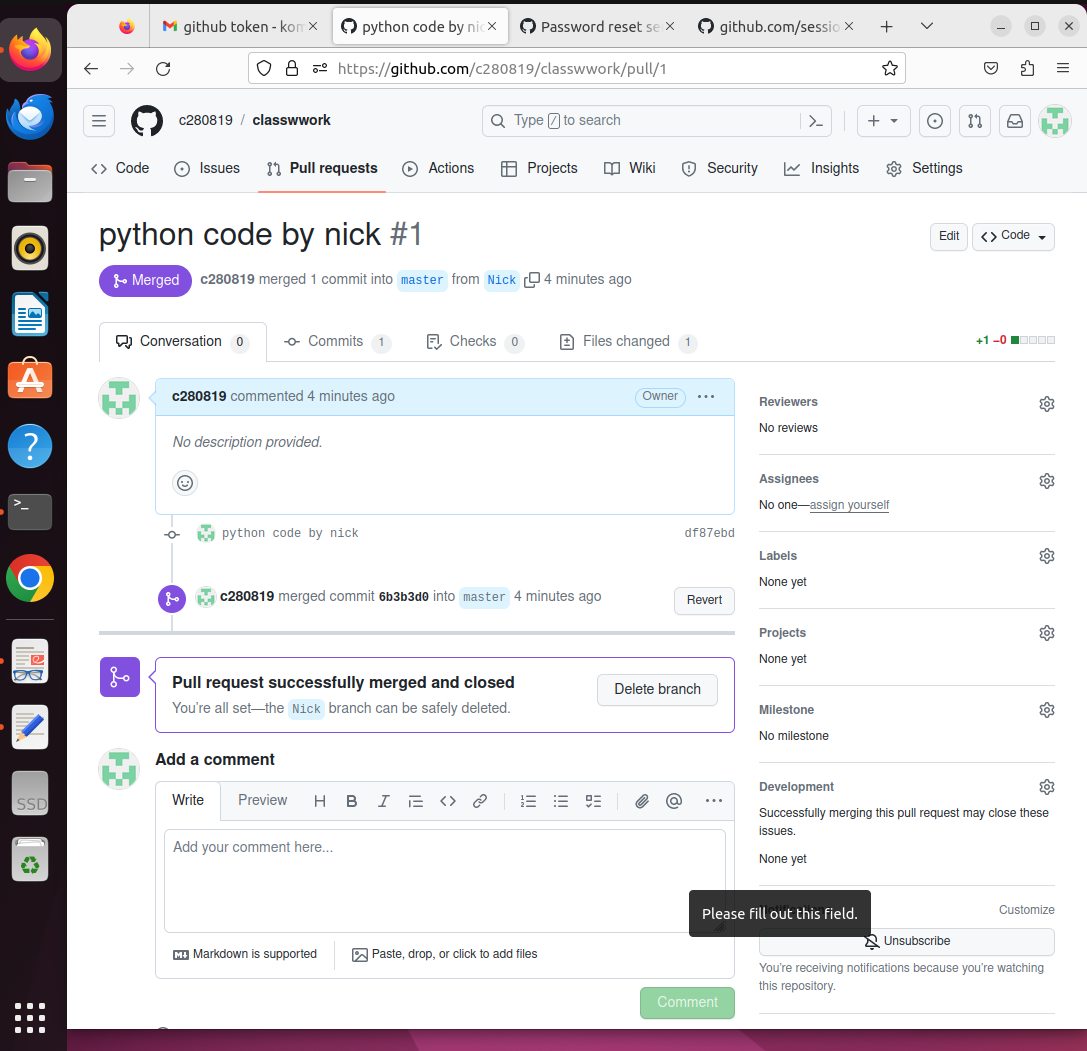 github token - kom
python code by nic
Password reset se
github.com/sessio
https://github.com/c280819/classwwork/pull/1
c280819 / classwwork
Type / to search
Code
Issues
Pull requests
Actions
Projects
Wiki
Security
Insights
Settings
python code by nick #1
Edit
Code
Merged
c280819 merged 1 commit into master from Nick 4 minutes ago
Conversation 0
Commits 1
Checks 0
Files changed 1
+1 −0
c280819 commented 4 minutes ago
Owner
No description provided.
python code by nick
df87ebd
c280819 merged commit 6b3b3d0 into master 4 minutes ago
Revert
Pull request successfully merged and closed
You're all set—the Nick branch can be safely deleted.
Delete branch
Add a comment
Write
Preview
H B I
Add your comment here...
Markdown is supported
Paste, drop, or click to add files
Comment
Reviewers
No reviews
Assignees
No one—assign yourself
Labels
None yet
Projects
None yet
Milestone
No milestone
Development
Successfully merging this pull request may close these
issues.
None yet
Please fill out this field.
Customize
Unsubscribe
You're receiving notifications because you're watching
this repository.
SSD